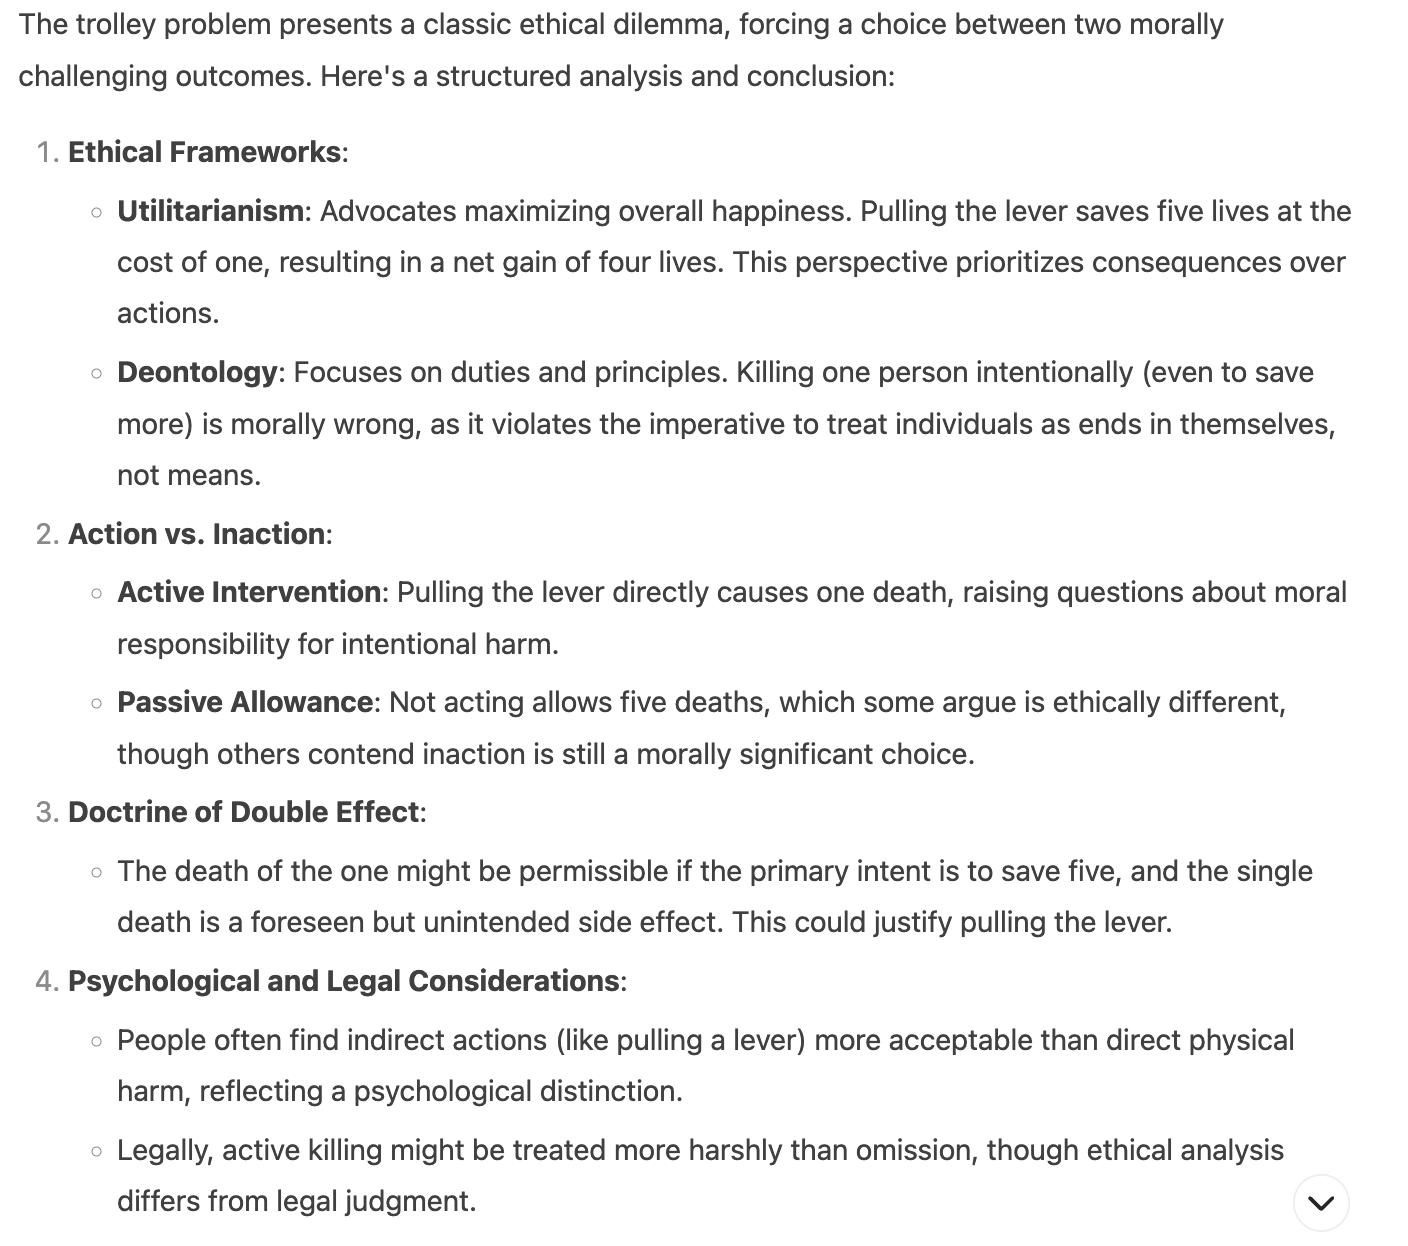 The trolley problem presents a classic ethical dilemma, forcing a choice between two morally
challenging outcomes. Here's a structured analysis and conclusion:
1. Ethical Frameworks:
◦ Utilitarianism: Advocates maximizing overall happiness. Pulling the lever saves five lives at the
cost of one, resulting in a net gain of four lives. This perspective prioritizes consequences over
actions.
◦ Deontology: Focuses on duties and principles. Killing one person intentionally (even to save
more) is morally wrong, as it violates the imperative to treat individuals as ends in themselves,
not means.
2. Action vs. Inaction:
◦ Active Intervention: Pulling the lever directly causes one death, raising questions about moral
responsibility for intentional harm.
◦ Passive Allowance: Not acting allows five deaths, which some argue is ethically different,
though others contend inaction is still a morally significant choice.
3. Doctrine of Double Effect:
◦ The death of the one might be permissible if the primary intent is to save five, and the single
death is a foreseen but unintended side effect. This could justify pulling the lever.
4. Psychological and Legal Considerations:
◦ People often find indirect actions (like pulling a lever) more acceptable than direct physical
harm, reflecting a psychological distinction.
◦ Legally, active killing might be treated more harshly than omission, though ethical analysis
differs from legal judgment.